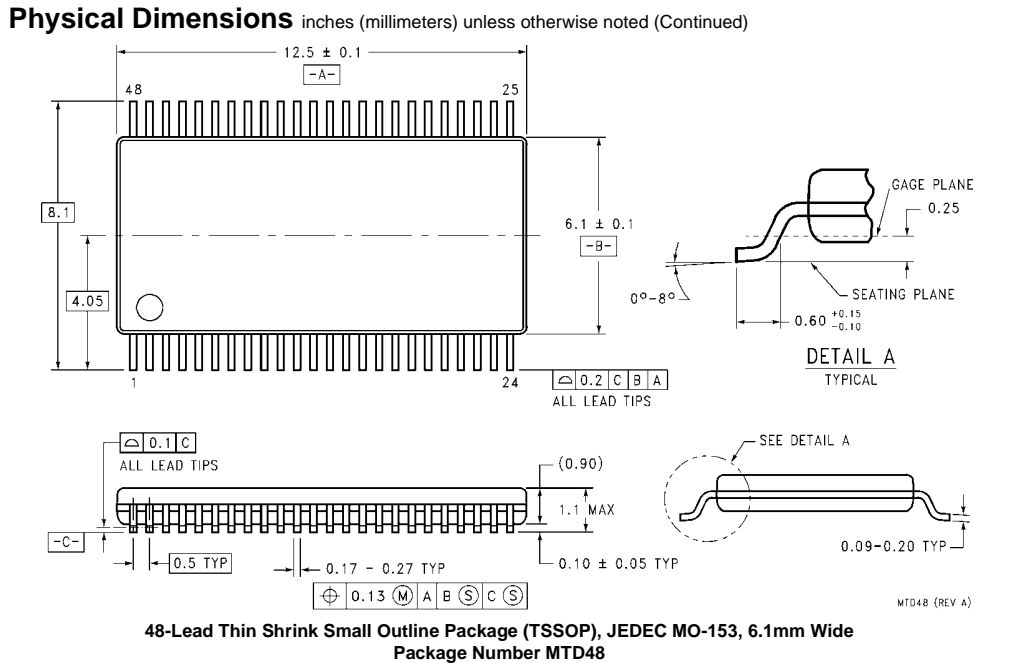 Physical Dimensions inches (millimeters) unless otherwise noted (Continued)
12.5 ± 0.1
-A-
48
25
8.1
4.05
6.1 ± 0.1
-B-
1
24
⌓ 0.2 C B A
ALL LEAD TIPS
GAGE PLANE
0.25
0°-8°
SEATING PLANE
0.60 +0.15 -0.10
DETAIL A
TYPICAL
⌓ 0.1 C
ALL LEAD TIPS
(0.90)
1.1 MAX
-C-
0.5 TYP
0.17 - 0.27 TYP
0.10 ± 0.05 TYP
⌖ 0.13 Ⓜ A B Ⓢ C Ⓢ
SEE DETAIL A
0.09-0.20 TYP
MTD48 (REV A)
48-Lead Thin Shrink Small Outline Package (TSSOP), JEDEC MO-153, 6.1mm Wide
Package Number MTD48